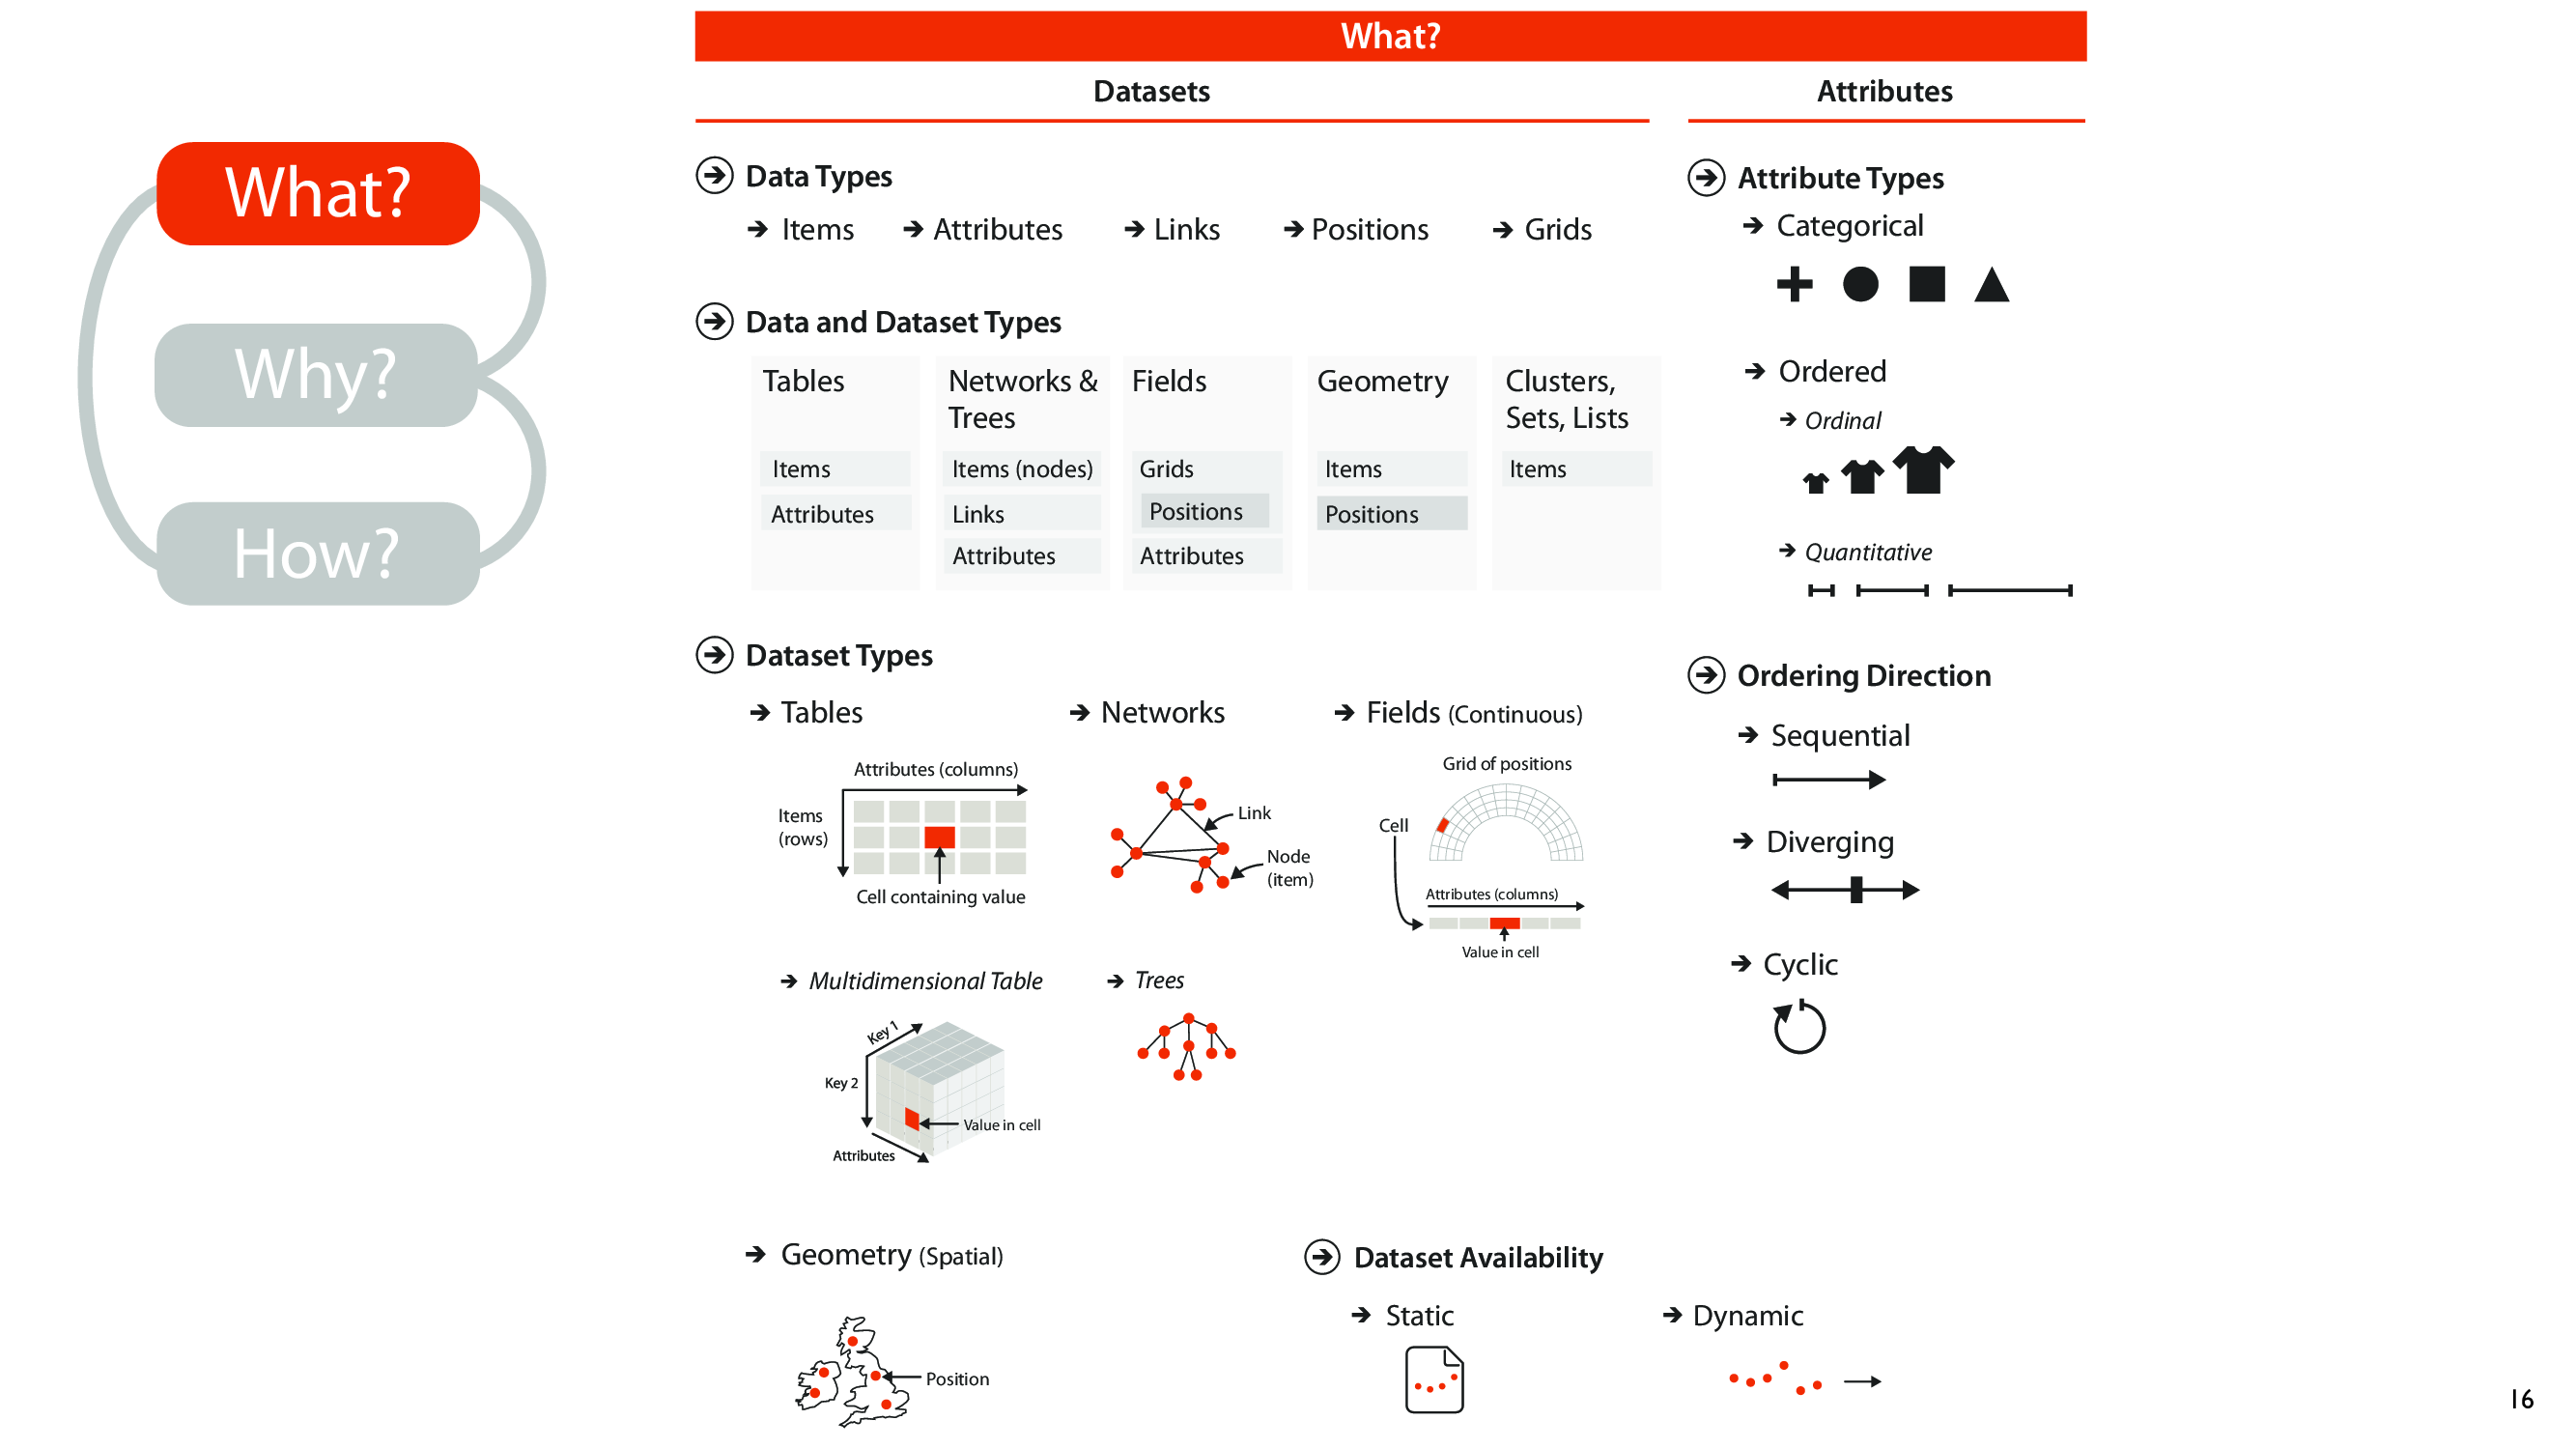 What?
Why?
How?
What?
Datasets
Attributes
Data Types
Items
Attributes
Links
Positions
Grids
Data and Dataset Types
Tables
Items
Attributes
Networks &
Trees
Items (nodes)
Links
Attributes
Fields
Grids
Positions
Attributes
Geometry
Items
Positions
Clusters,
Sets, Lists
Items
Dataset Types
Tables
Attributes (columns)
Items
(rows)
Cell containing value
Networks
Link
Node
(item)
Fields (Continuous)
Grid of positions
Cell
Attributes (columns)
Value in cell
Multidimensional Table
Key 1
Key 2
Value in cell
Attributes
Trees
Geometry (Spatial)
Position
Dataset Availability
Static
Dynamic
Attribute Types
Categorical
Ordered
Ordinal
Quantitative
Ordering Direction
Sequential
Diverging
Cyclic
16